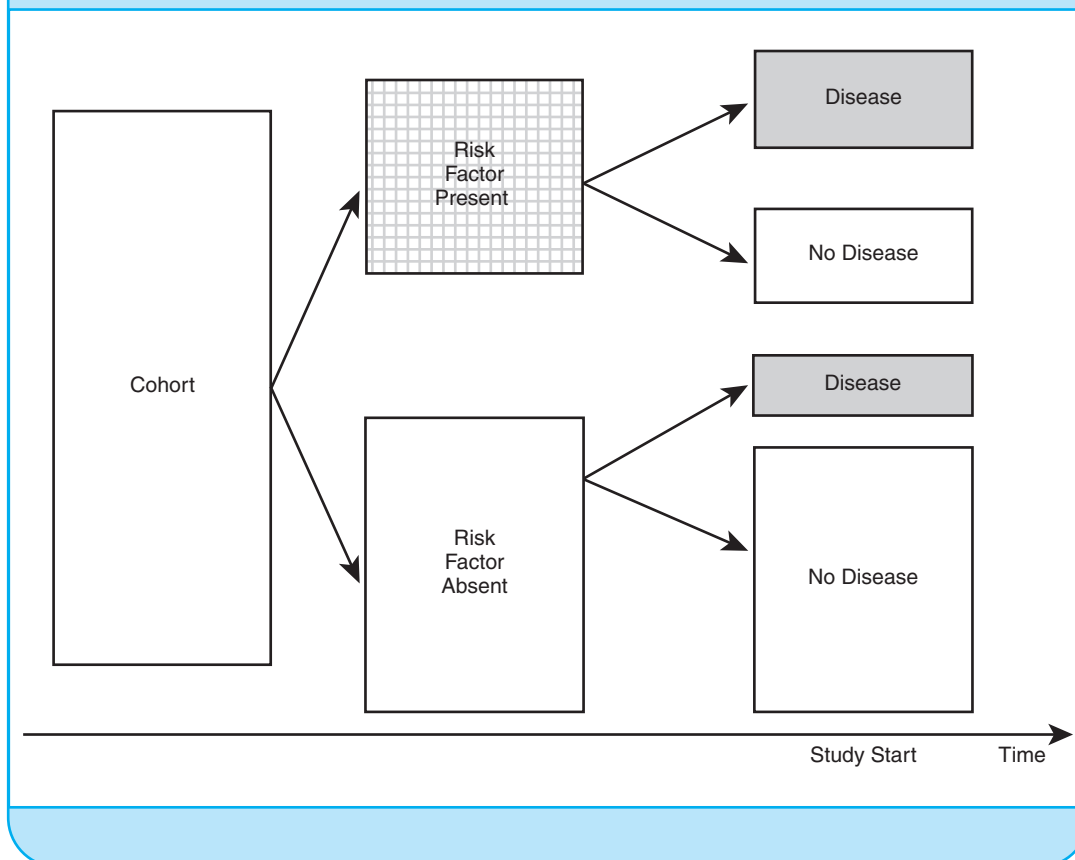 Disease
Risk
Factor
Present
No Disease
Cohort
Disease
Risk
Factor
Absent
No Disease
Study Start
Time